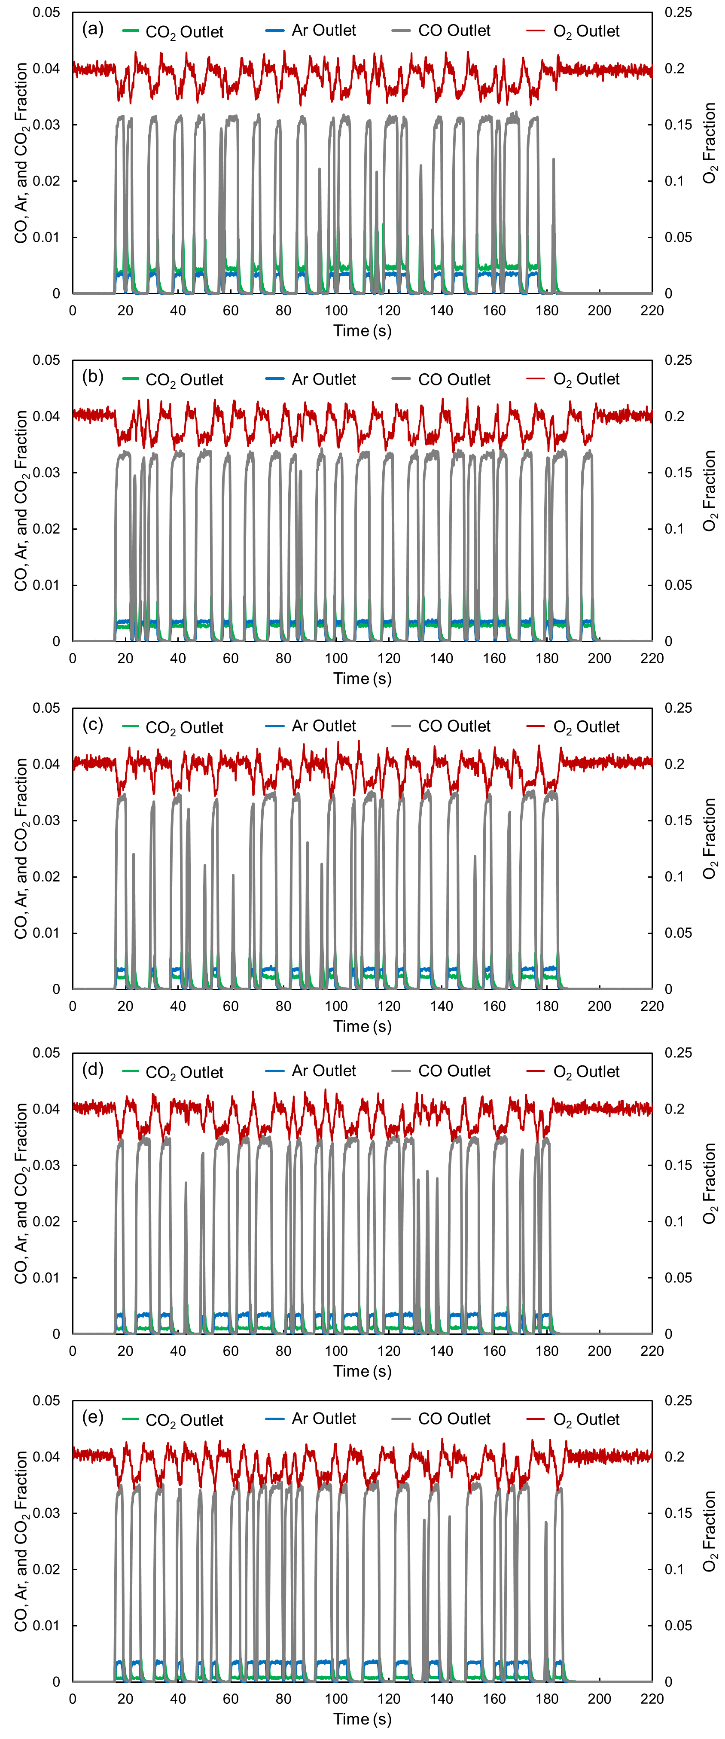 (a) CO₂ Outlet Ar Outlet CO Outlet O₂ Outlet
0.05 0.25
0.04 0.2
0.03 0.15
0.02 0.1
0.01 0.05
0 0
CO, Ar, and CO₂ Fraction
O₂ Fraction
0 20 40 60 80 100 120 140 160 180 200 220
Time (s)
(b) CO₂ Outlet Ar Outlet CO Outlet O₂ Outlet
0.05 0.25
0.04 0.2
0.03 0.15
0.02 0.1
0.01 0.05
0 0
CO, Ar, and CO₂ Fraction
O₂ Fraction
0 20 40 60 80 100 120 140 160 180 200 220
Time (s)
(c) CO₂ Outlet Ar Outlet CO Outlet O₂ Outlet
0.05 0.25
0.04 0.2
0.03 0.15
0.02 0.1
0.01 0.05
0 0
CO, Ar, and CO₂ Fraction
O₂ Fraction
0 20 40 60 80 100 120 140 160 180 200 220
Time (s)
(d) CO₂ Outlet Ar Outlet CO Outlet O₂ Outlet
0.05 0.25
0.04 0.2
0.03 0.15
0.02 0.1
0.01 0.05
0 0
CO, Ar, and CO₂ Fraction
O₂ Fraction
0 20 40 60 80 100 120 140 160 180 200 220
Time (s)
(e) CO₂ Outlet Ar Outlet CO Outlet O₂ Outlet
0.05 0.25
0.04 0.2
0.03 0.15
0.02 0.1
0.01 0.05
0 0
CO, Ar, and CO₂ Fraction
O₂ Fraction
0 20 40 60 80 100 120 140 160 180 200 220
Time (s)